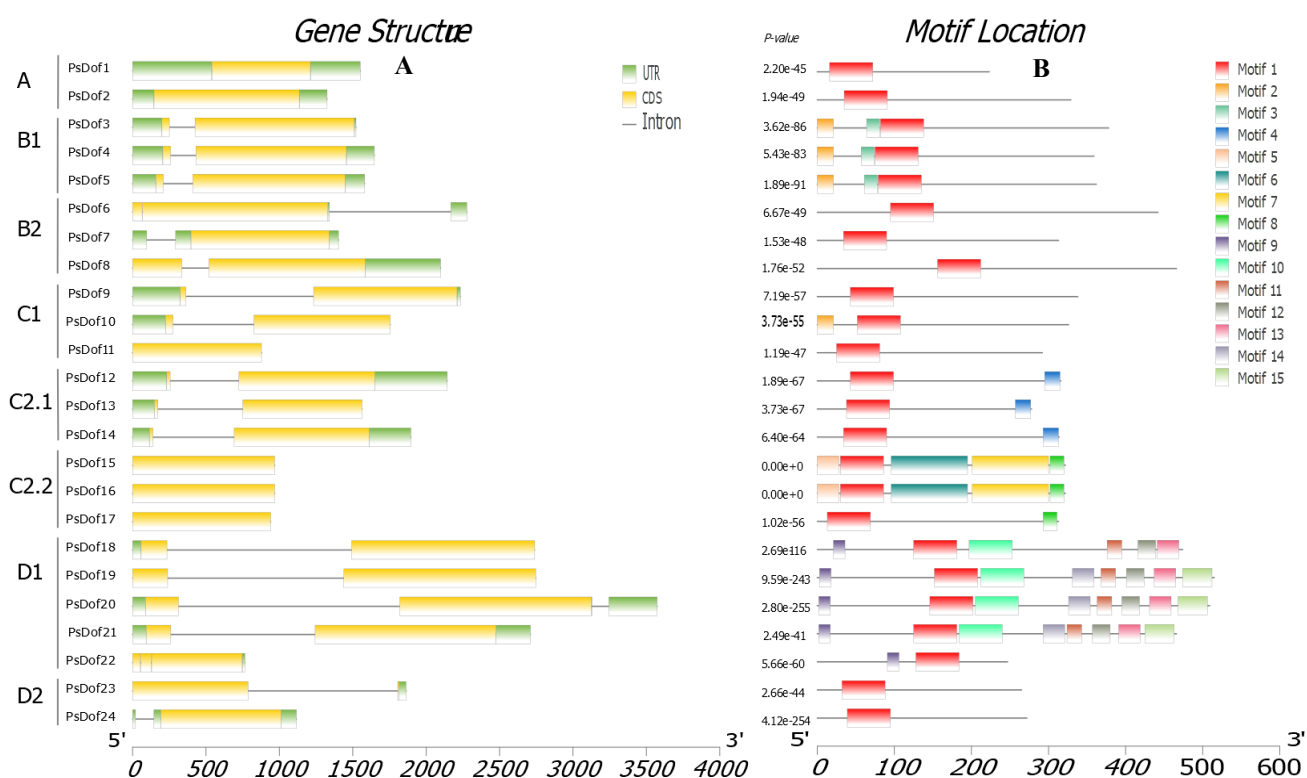 Gene Structure
A
UTR
CDS
Intron
A
PsDof1
PsDof2
B1
PsDof3
PsDof4
PsDof5
B2
PsDof6
PsDof7
PsDof8
C1
PsDof9
PsDof10
PsDof11
C2.1
PsDof12
PsDof13
PsDof14
C2.2
PsDof15
PsDof16
PsDof17
D1
PsDof18
PsDof19
PsDof20
PsDof21
PsDof22
D2
PsDof23
PsDof24
5' 3'
0 500 1000 1500 2000 2500 3000 3500 4000
Motif Location
B
P-value
2.20e-45
1.94e-49
3.62e-86
5.43e-83
1.89e-91
6.67e-49
1.53e-48
1.76e-52
7.19e-57
3.73e-55
1.19e-47
1.89e-67
3.73e-67
6.40e-64
0.00e+0
0.00e+0
1.02e-56
2.69e116
9.59e-243
2.80e-255
2.49e-41
5.66e-60
2.66e-44
4.12e-254
Motif 1
Motif 2
Motif 3
Motif 4
Motif 5
Motif 6
Motif 7
Motif 8
Motif 9
Motif 10
Motif 11
Motif 12
Motif 13
Motif 14
Motif 15
5' 3'
0 100 200 300 400 500 600